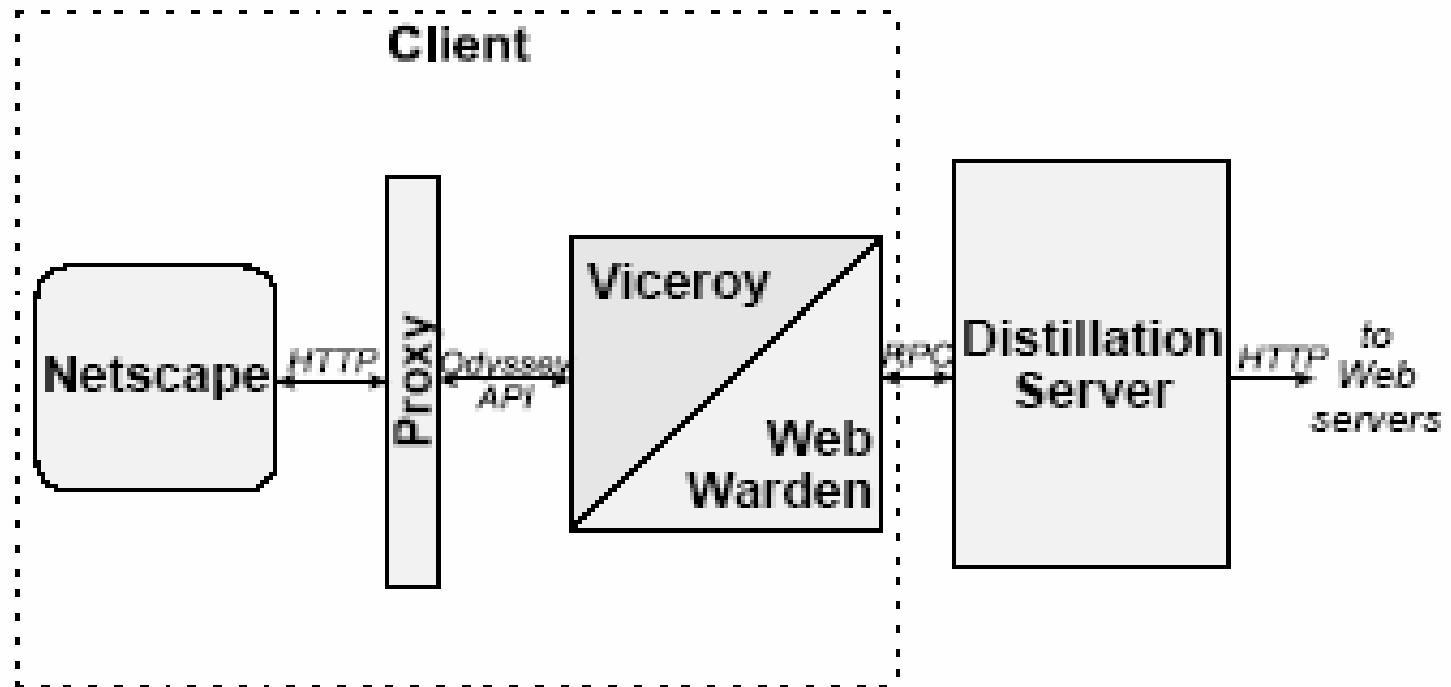 Client
Netscape
HTTP
Proxy
Odyssey
API
Viceroy
Web
Warden
RPC
Distillation
Server
HTTP
to
Web
servers